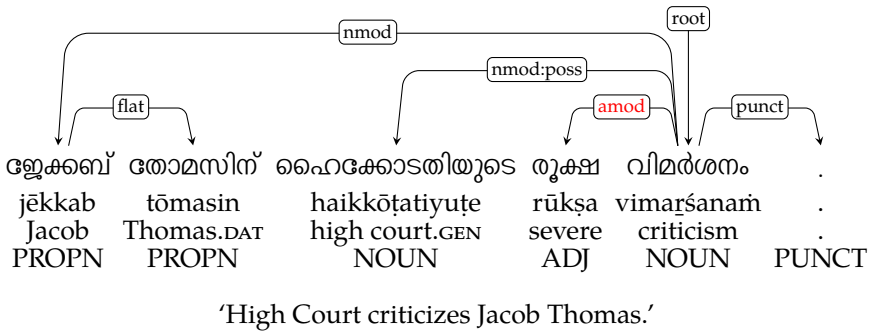 root
nmod
nmod:poss
flat
amod
punct
ജേക്കബ് തോമസിന് ഹൈക്കോടതിയുടെ രൂക്ഷ വിമർശനം .
jēkkab tōmasin haikkōṭatiyuṭe rūkṣa vimaṟśanaṁ .
Jacob Thomas.DAT high court.GEN severe criticism .
PROPN PROPN NOUN ADJ NOUN PUNCT
‘High Court criticizes Jacob Thomas.’